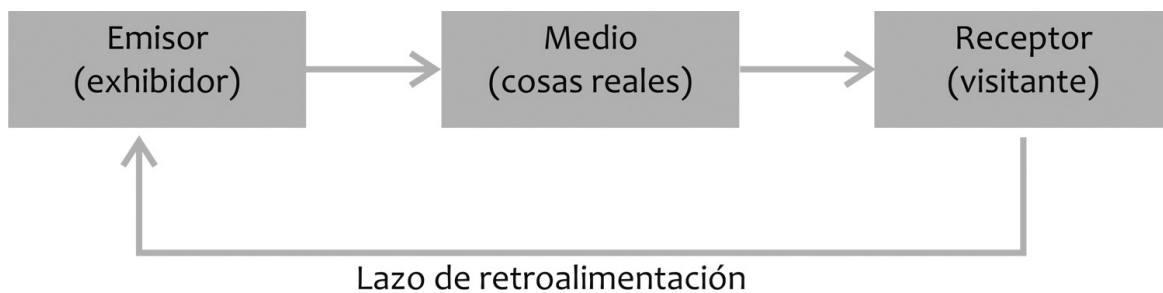 Emisor
(exhibidor)
Medio
(cosas reales)
Receptor
(visitante)
Lazo de retroalimentación